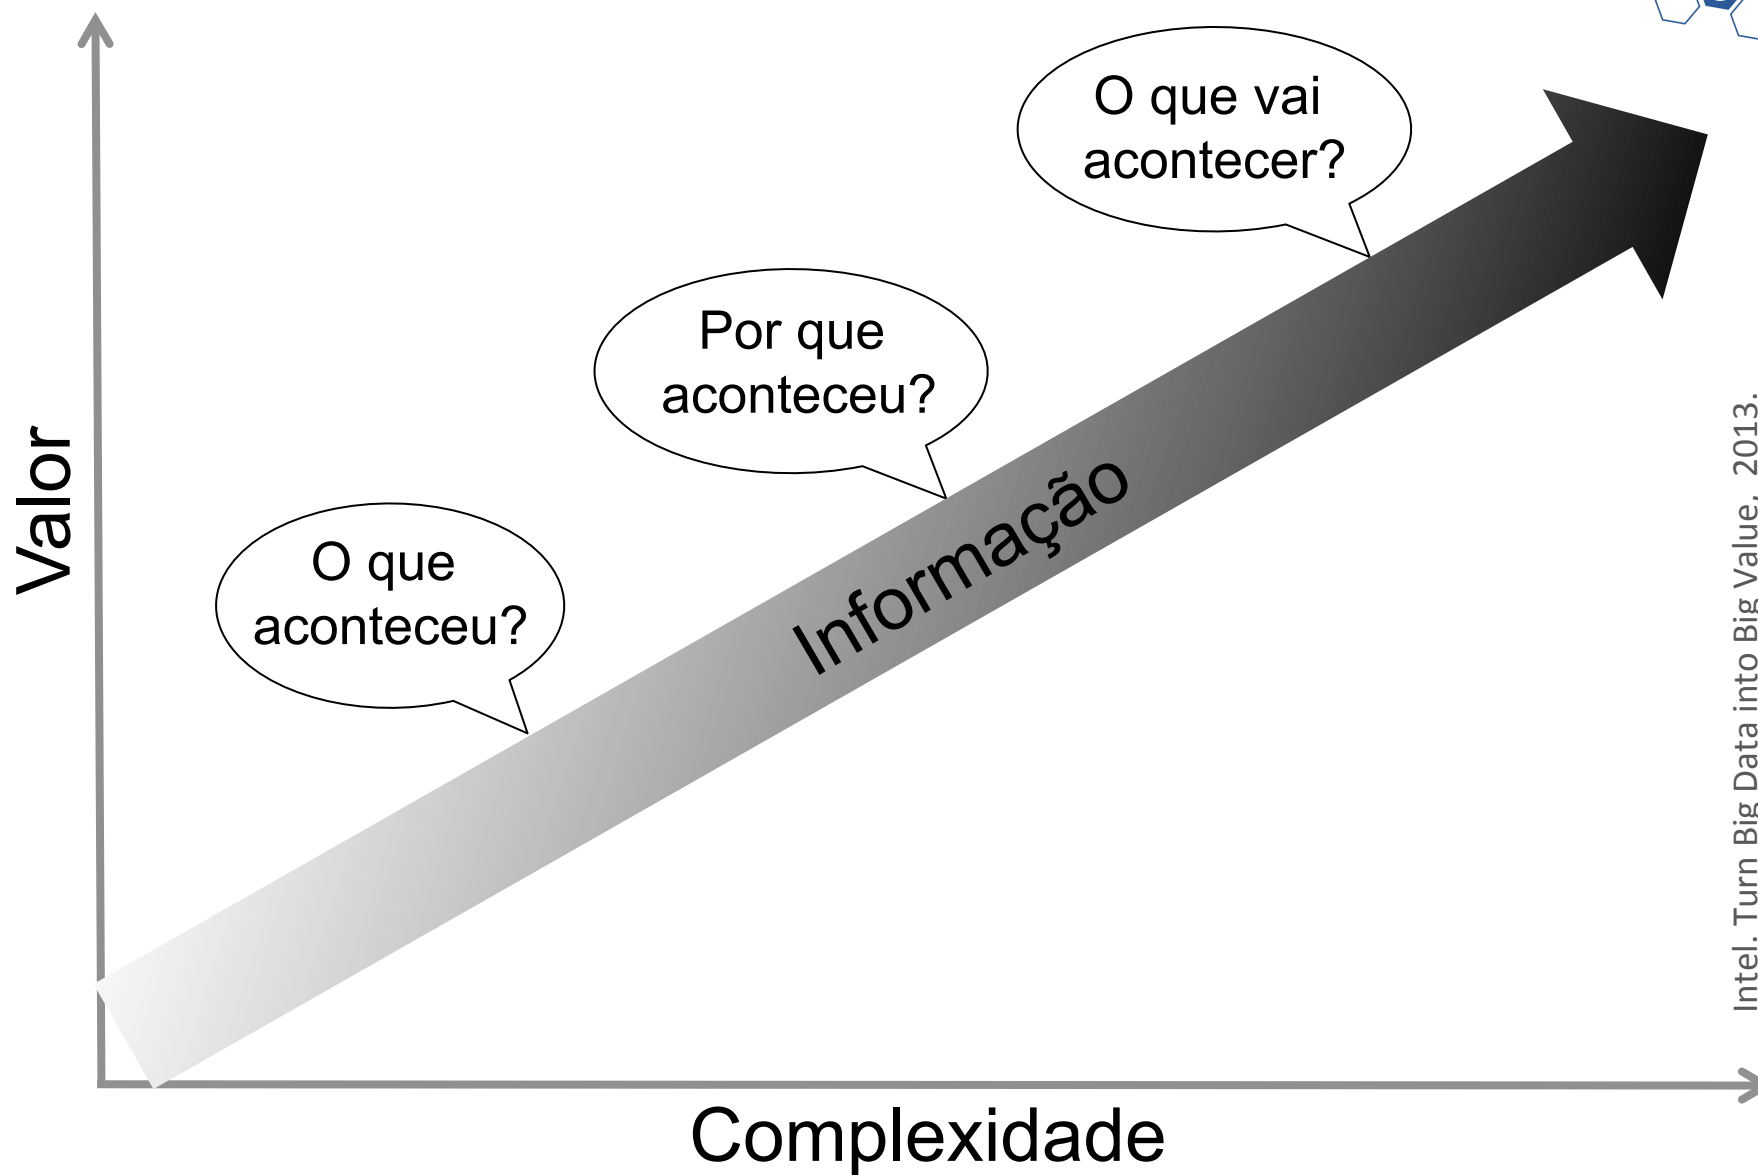 O que vai
acontecer?
Por que
aconteceu?
O que
aconteceu?
Informação
Valor
Complexidade
Intel. Turn Big Data into Big Value, 2013.